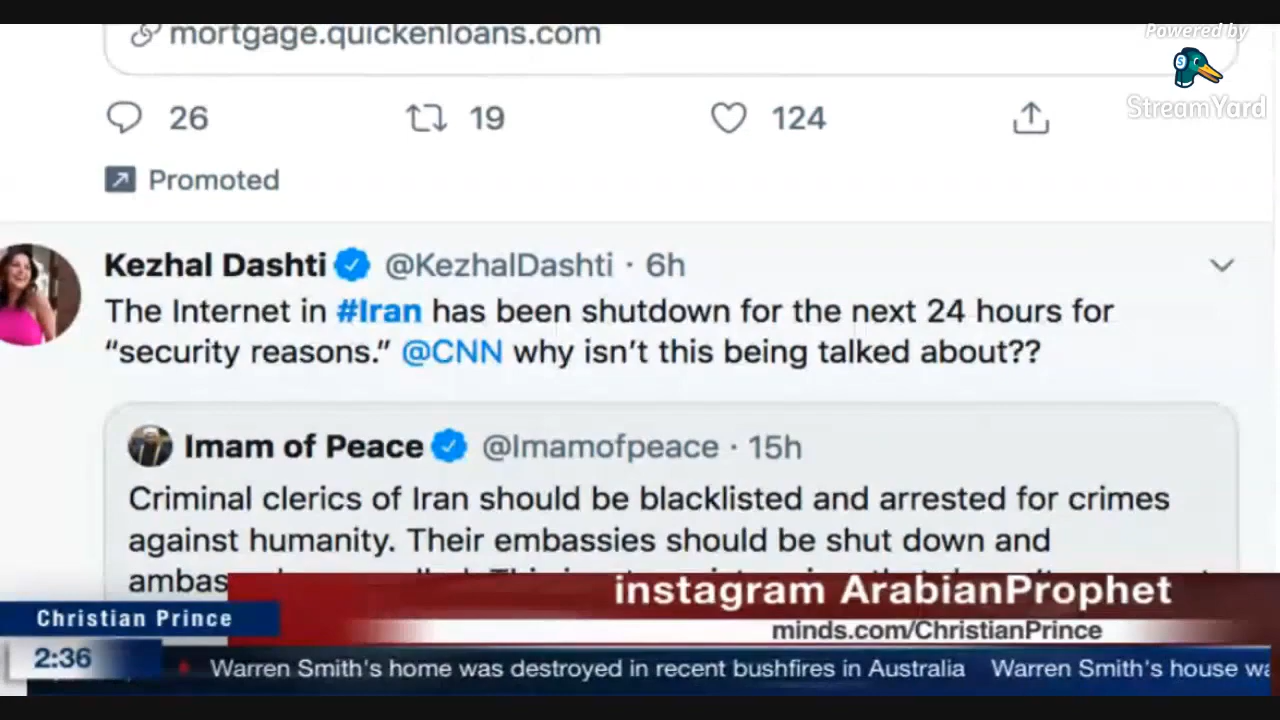 mortgage.quickenloans.com
Powered by
StreamYard
26 19 124
Promoted
Kezhal Dashti @KezhalDashti · 6h
The Internet in #Iran has been shutdown for the next 24 hours for
“security reasons.” @CNN why isn’t this being talked about??
Imam of Peace @Imamofpeace · 15h
Criminal clerics of Iran should be blacklisted and arrested for crimes
against humanity. Their embassies should be shut down and
instagram ArabianProphet
Christian Prince
minds.com/ChristianPrince
2:36
Warren Smith's home was destroyed in recent bushfires in Australia Warren Smith's house